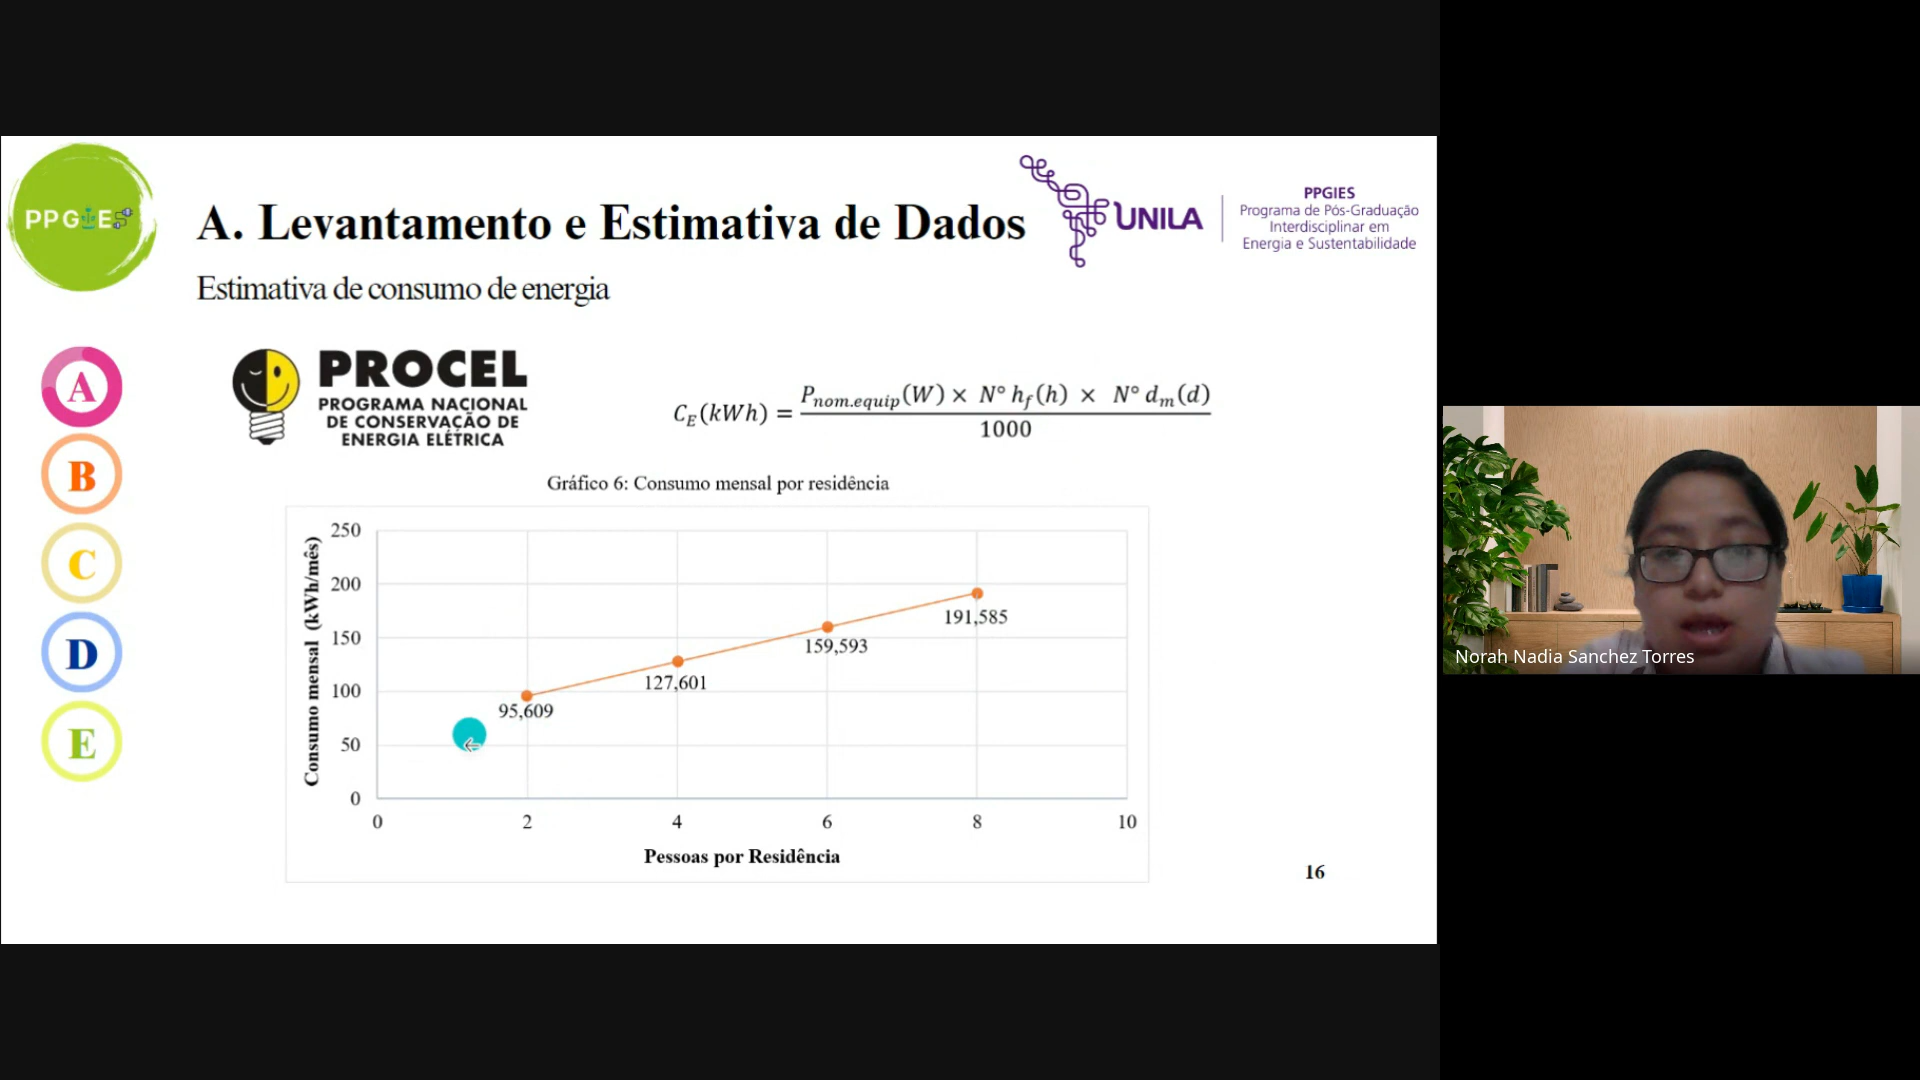 PPGIES
A. Levantamento e Estimativa de Dados
UNILA
PPGIES
Programa de Pós-Graduação
Interdisciplinar em
Energia e Sustentabilidade
Estimativa de consumo de energia
A
B
C
D
E
PROCEL
PROGRAMA NACIONAL
DE CONSERVAÇÃO DE
ENERGIA ELÉTRICA
C_E(kWh) = P_nom.equip(W) × N° h_f(h) × N° d_m(d)
1000
Gráfico 6: Consumo mensal por residência
Consumo mensal (kWh/mês)
250
200
150
100
50
0
95,609
127,601
159,593
191,585
0 2 4 6 8 10
Pessoas por Residência
16
Norah Nadia Sanchez Torres